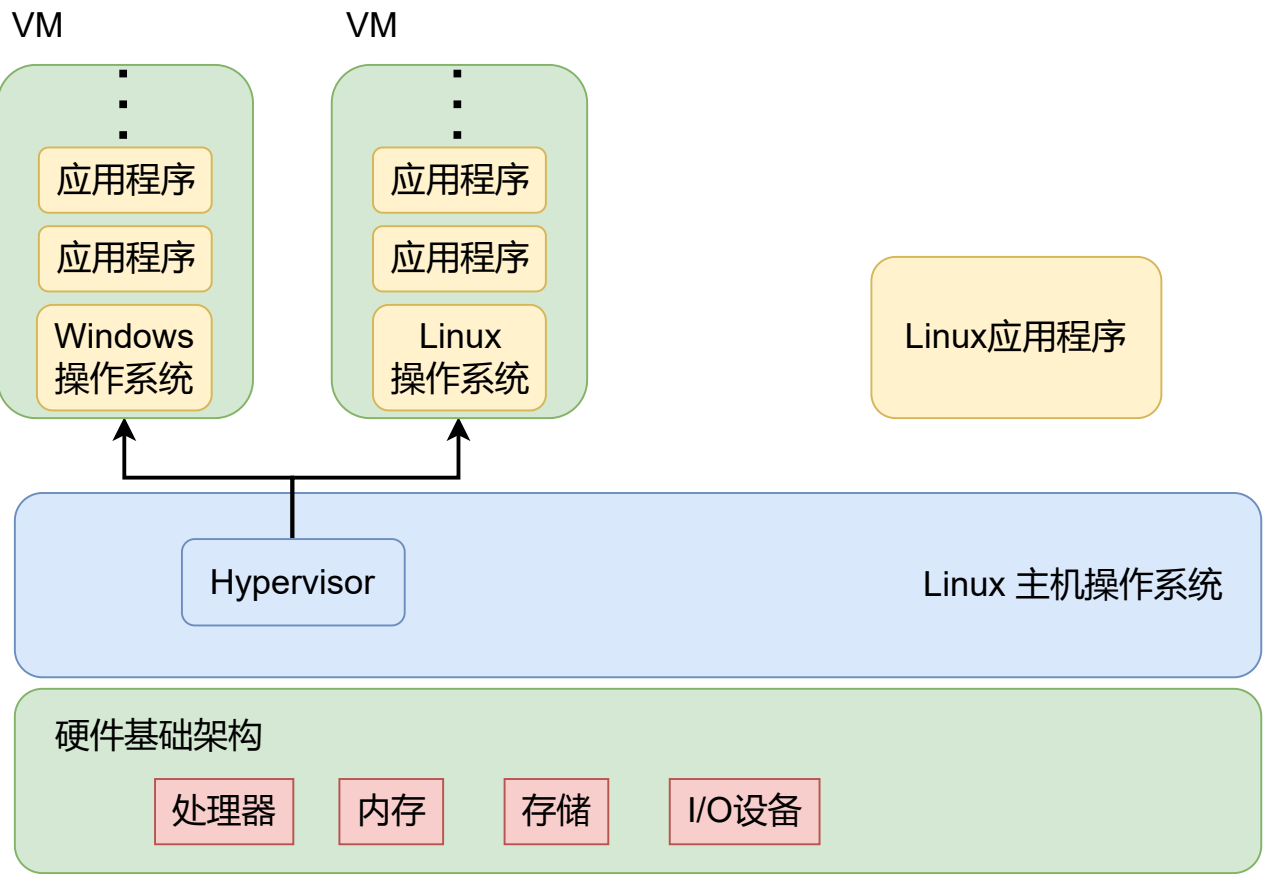 VM
VM
应用程序
应用程序
Windows
操作系统
应用程序
应用程序
Linux
操作系统
Linux应用程序
Hypervisor
Linux 主机操作系统
硬件基础架构
处理器
内存
存储
I/O设备